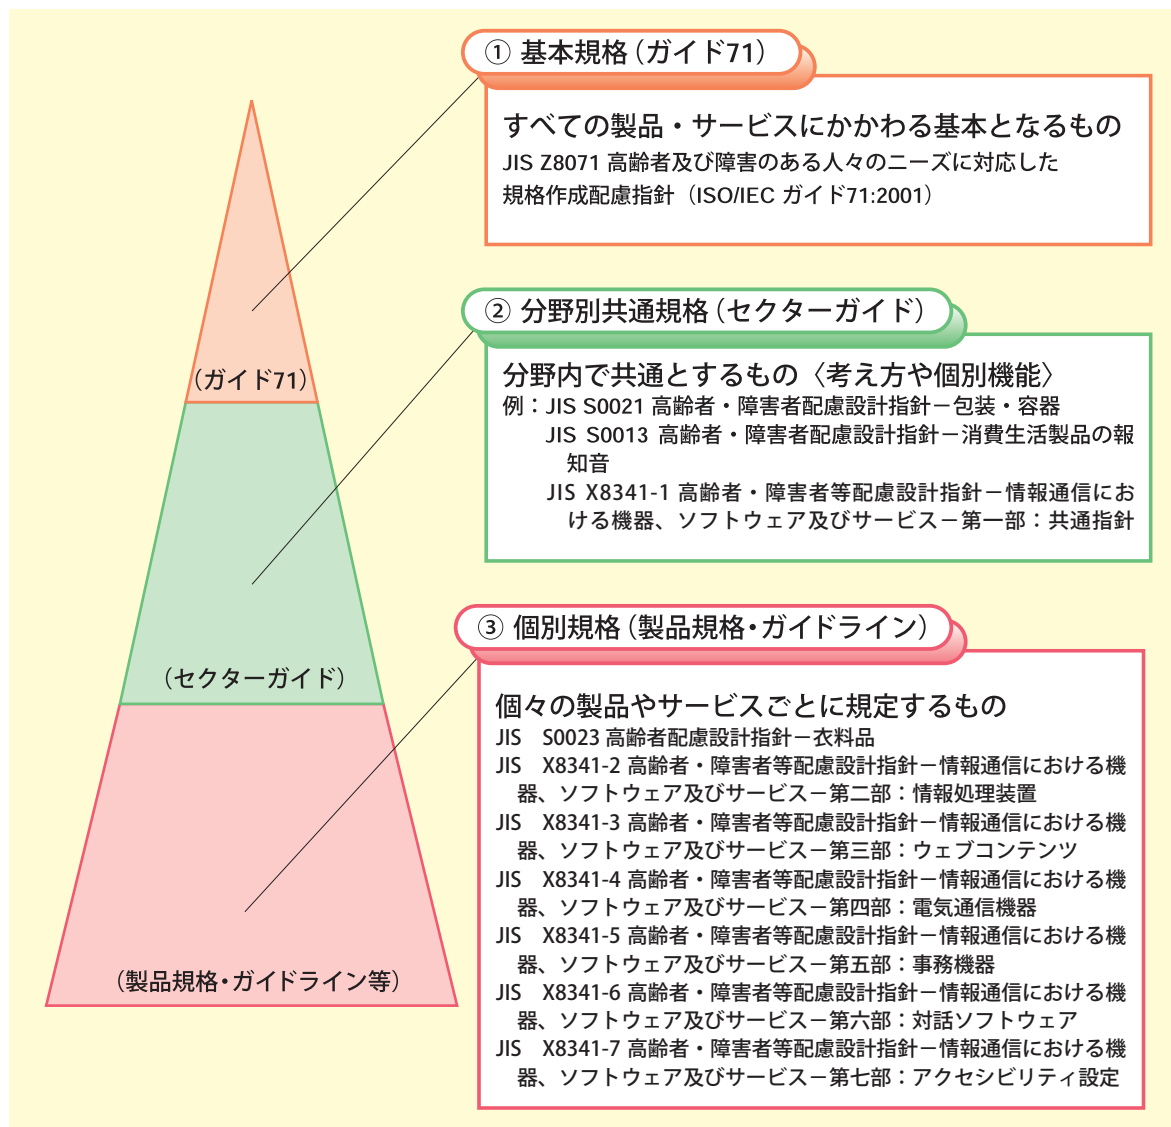 ① 基本規格（ガイド71）
すべての製品・サービスにかかわる基本となるもの
JIS Z8071 高齢者及び障害のある人々のニーズに対応した
規格作成配慮指針（ISO/IEC ガイド71:2001）
（ガイド71）
② 分野別共通規格（セクターガイド）
分野内で共通とするもの〈考え方や個別機能〉
例：JIS S0021 高齢者・障害者配慮設計指針－包装・容器
JIS S0013 高齢者・障害者配慮設計指針－消費生活製品の報
知音
JIS X8341-1 高齢者・障害者等配慮設計指針－情報通信にお
ける機器、ソフトウェア及びサービス－第一部：共通指針
（セクターガイド）
③ 個別規格（製品規格・ガイドライン）
個々の製品やサービスごとに規定するもの
JIS　S0023 高齢者配慮設計指針－衣料品
JIS　X8341-2 高齢者・障害者等配慮設計指針－情報通信における機
器、ソフトウェア及びサービス－第二部：情報処理装置
JIS　X8341-3 高齢者・障害者等配慮設計指針－情報通信における機
器、ソフトウェア及びサービス－第三部：ウェブコンテンツ
JIS　X8341-4 高齢者・障害者等配慮設計指針－情報通信における機
器、ソフトウェア及びサービス－第四部：電気通信機器
JIS　X8341-5 高齢者・障害者等配慮設計指針－情報通信における機
器、ソフトウェア及びサービス－第五部：事務機器
JIS　X8341-6 高齢者・障害者等配慮設計指針－情報通信における機
器、ソフトウェア及びサービス－第六部：対話ソフトウェア
JIS　X8341-7 高齢者・障害者等配慮設計指針－情報通信における機
器、ソフトウェア及びサービス－第七部：アクセシビリティ設定
（製品規格・ガイドライン等）